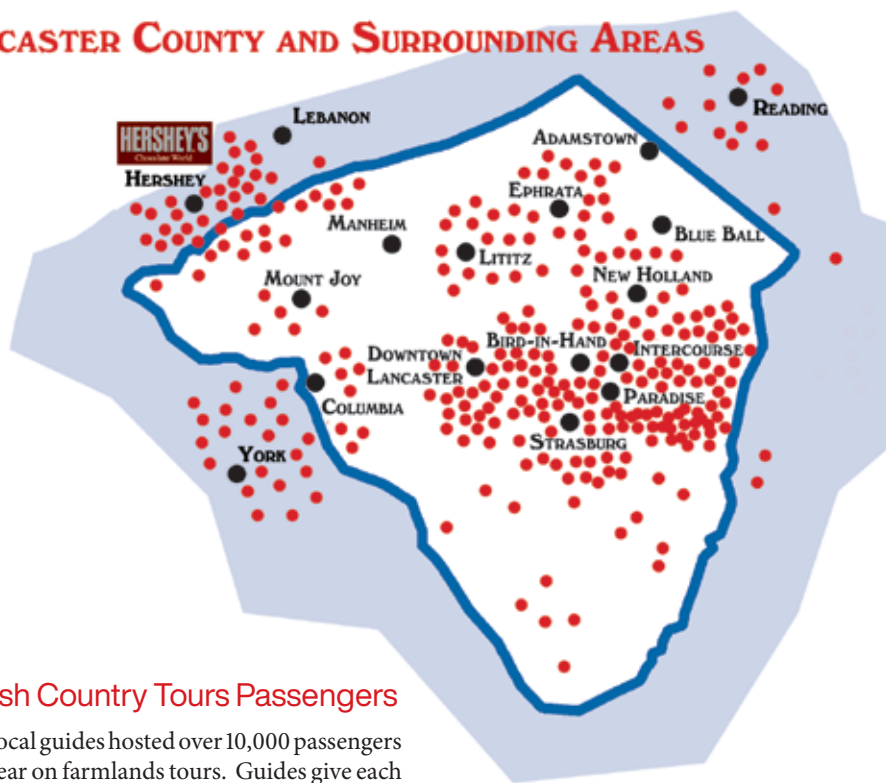 CASTER COUNTY AND SURROUNDING AREAS
READING
LEBANON
ADAMSTOWN
HERSHEY'S
Chocolate World
HERSHEY
EPHRATA
MANHEIM
BLUE BALL
LITITZ
NEW HOLLAND
MOUNT JOY
BIRD-IN-HAND
INTERCOURSE
DOWNTOWN
LANCASTER
PARADISE
COLUMBIA
STRASBURG
YORK
sh Country Tours Passengers
ocal guides hosted over 10,000 passengers
ear on farmlands tours. Guides give each